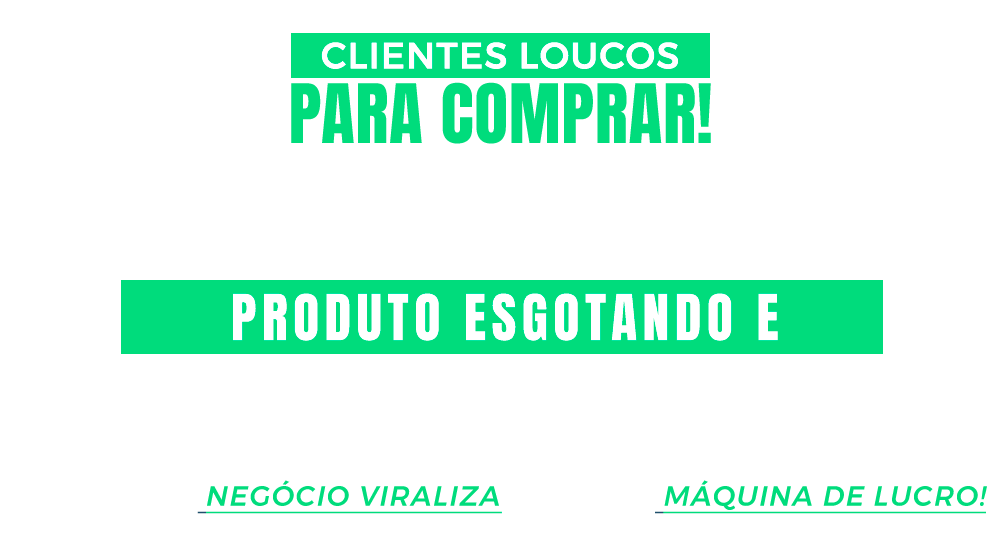 CLIENTES LOUCOS
PARA COMPRAR!
PRODUTO ESGOTANDO E
NEGÓCIO VIRALIZA MÁQUINA DE LUCRO!